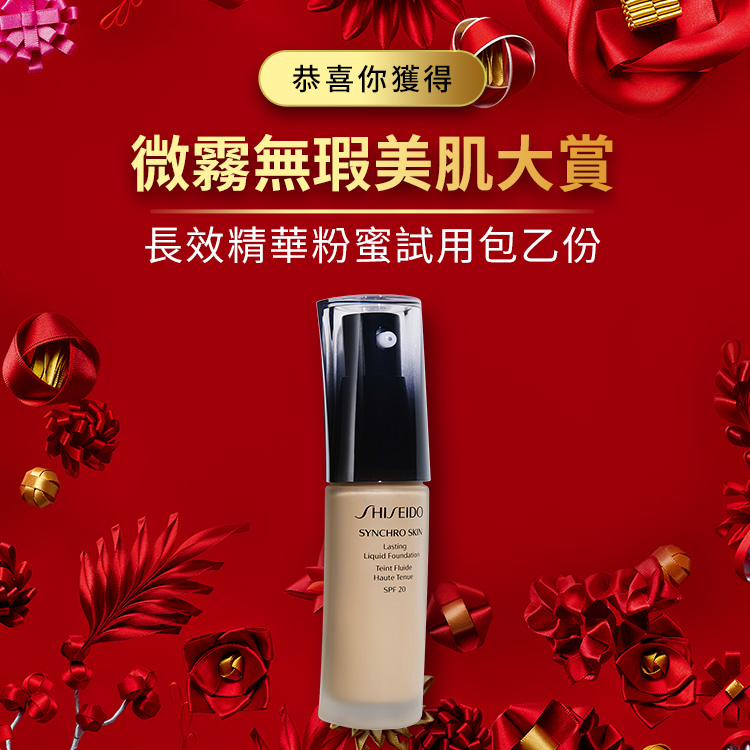 恭喜你獲得
微霧無瑕美肌大賞
長效精華粉蜜試用包乙份
SHISEIDO
SYNCHRO SKIN
Lasting
Liquid Foundation
Teint Fluide
Haute Tenue
SPF 20